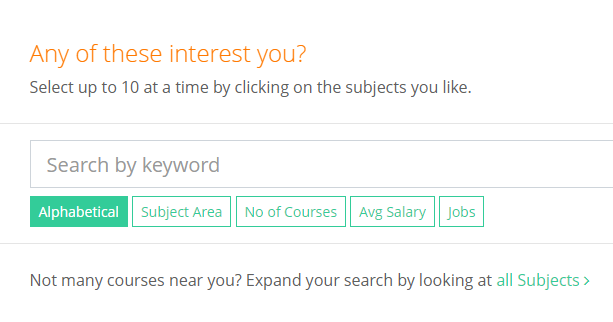 Any of these interest you?
Select up to 10 at a time by clicking on the subjects you like.
Search by keyword
Alphabetical Subject Area No of Courses Avg Salary Jobs
Not many courses near you? Expand your search by looking at all Subjects